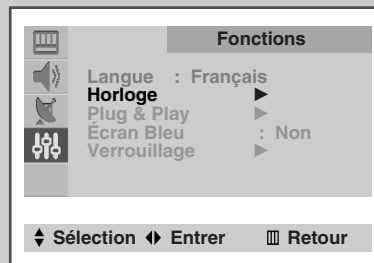 Fonctions
Langue : Français
Horloge ►
Plug & Play ►
Écran Bleu : Non
Verrouillage ►
Sélection Entrer Retour